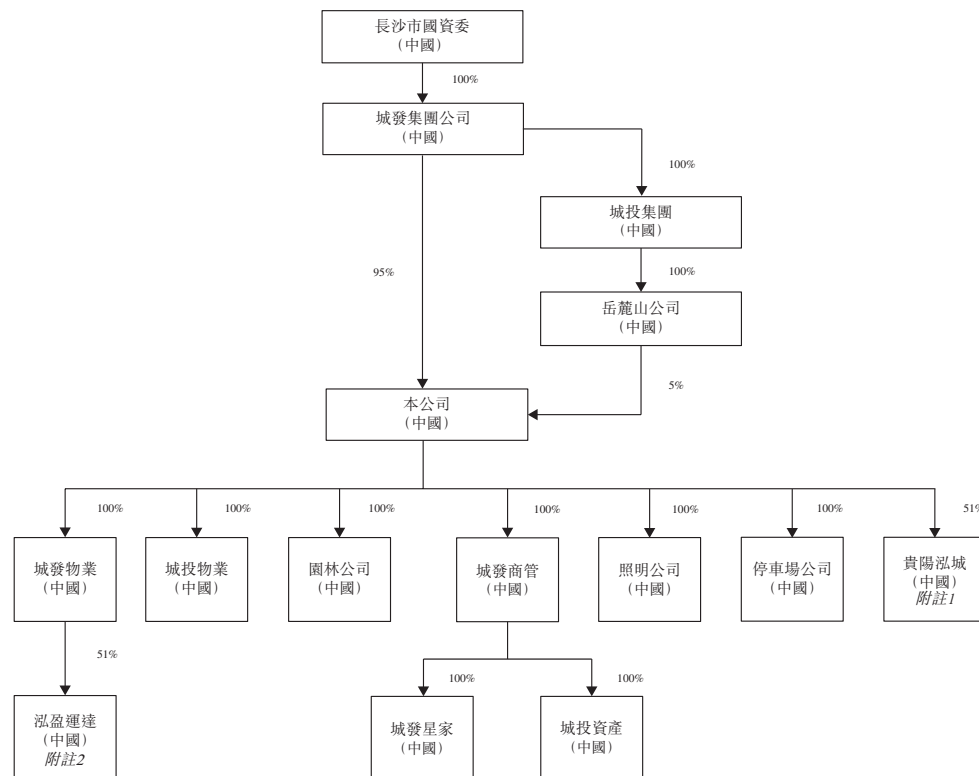 長沙市國資委
(中國)
100%
城發集團公司
(中國)
100%
城投集團
(中國)
95%
100%
岳麓山公司
(中國)
5%
本公司
(中國)
100%
100%
100%
100%
100%
100%
51%
城發物業
(中國)
城投物業
(中國)
園林公司
(中國)
城發商管
(中國)
照明公司
(中國)
停車場公司
(中國)
貴陽泓城
(中國)
附註1
51%
100%
100%
泓盈運達
(中國)
附註2
城發星家
(中國)
城投資產
(中國)